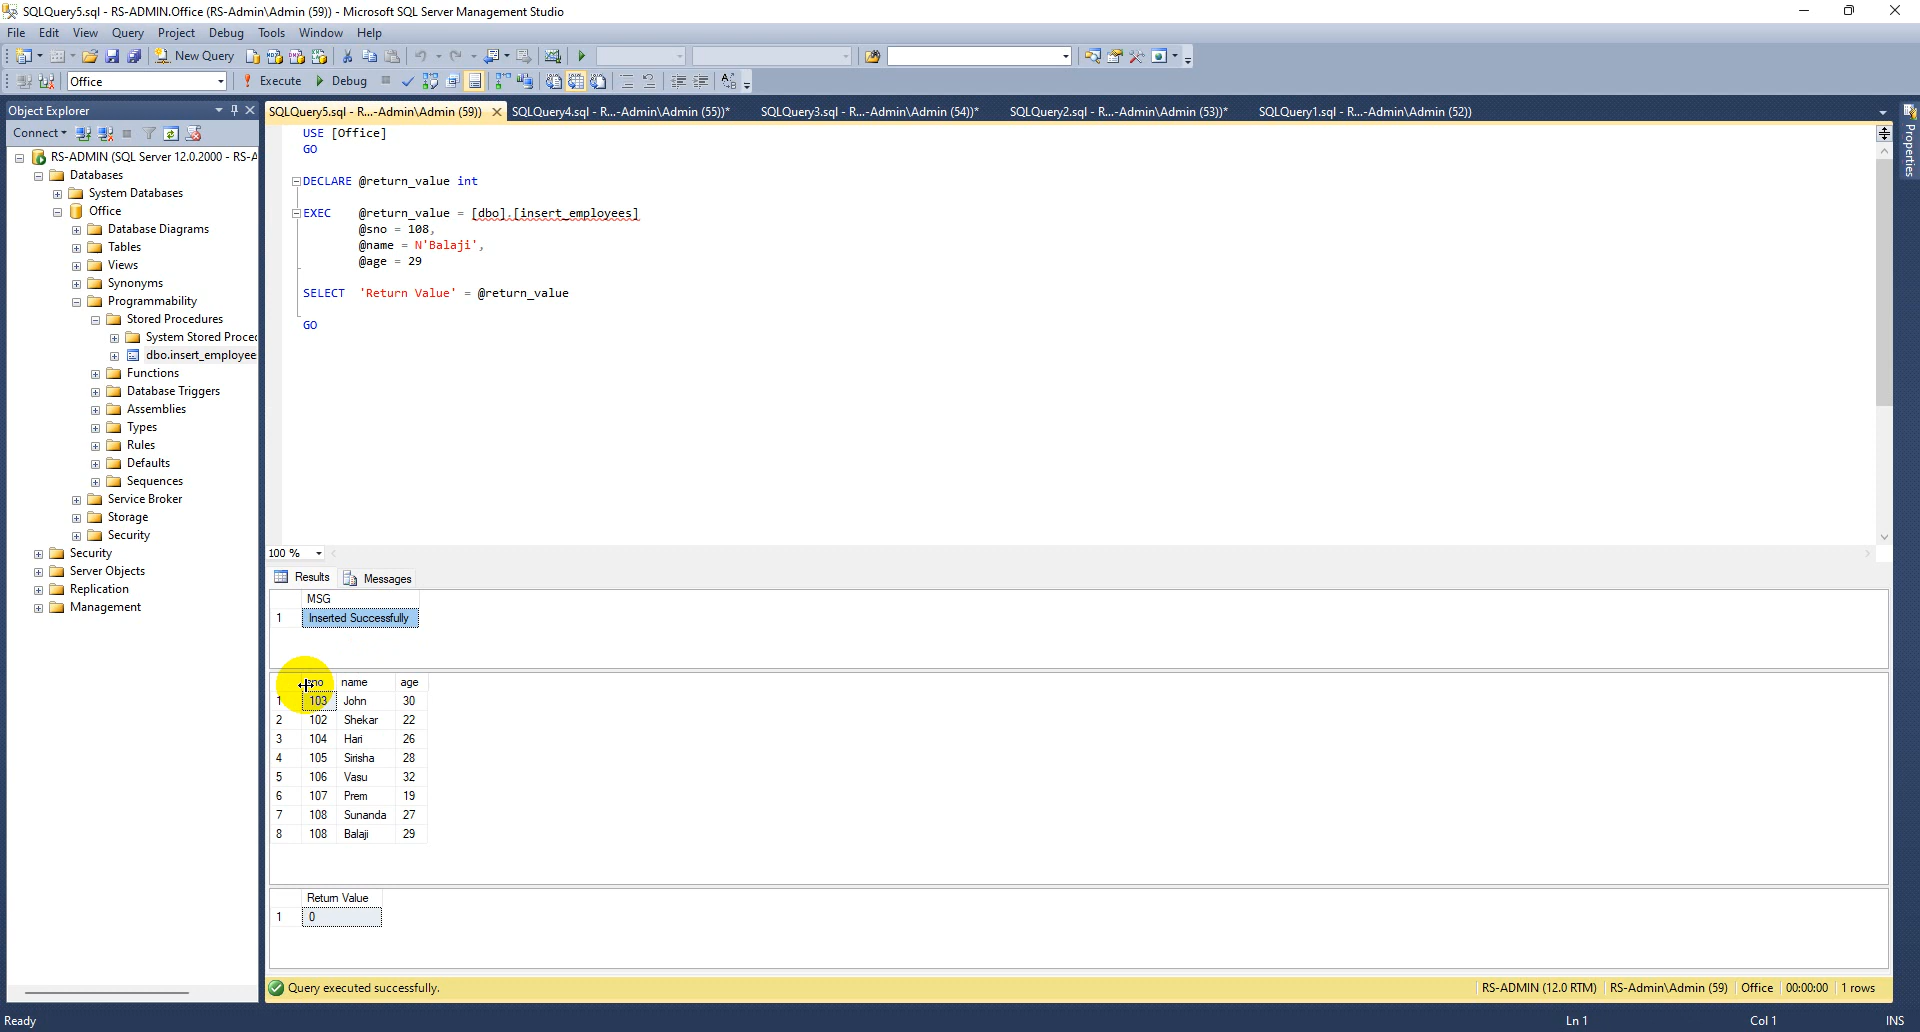 SQLQuery5.sql - RS-ADMIN.Office (RS-Admin\Admin (59)) - Microsoft SQL Server Management Studio
File Edit View Query Project Debug Tools Window Help
New Query
Office Execute Debug
Object Explorer
Connect
RS-ADMIN (SQL Server 12.0.2000 - RS-A
Databases
System Databases
Office
Database Diagrams
Tables
Views
Synonyms
Programmability
Stored Procedures
System Stored Proce
dbo.insert_employee
Functions
Database Triggers
Assemblies
Types
Rules
Defaults
Sequences
Service Broker
Storage
Security
Security
Server Objects
Replication
Management
SQLQuery5.sql - R...-Admin\Admin (59)) SQLQuery4.sql - R...-Admin\Admin (55))* SQLQuery3.sql - R...-Admin\Admin (54))* SQLQuery2.sql - R...-Admin\Admin (53))* SQLQuery1.sql - R...-Admin\Admin (52))
USE [Office]
GO
DECLARE @return_value int
EXEC @return_value = [dbo].[insert_employees]
@sno = 108,
@name = N'Balaji',
@age = 29
SELECT 'Return Value' = @return_value
GO
Properties
100 %
Results Messages
MSG
1 Inserted Successfully
sno name age
1 103 John 30
2 102 Shekar 22
3 104 Hari 26
4 105 Sirisha 28
5 106 Vasu 32
6 107 Prem 19
7 108 Sunanda 27
8 108 Balaji 29
Return Value
1 0
Query executed successfully. RS-ADMIN (12.0 RTM) RS-Admin\Admin (59) Office 00:00:00 1 rows
Ready Ln 1 Col 1 INS